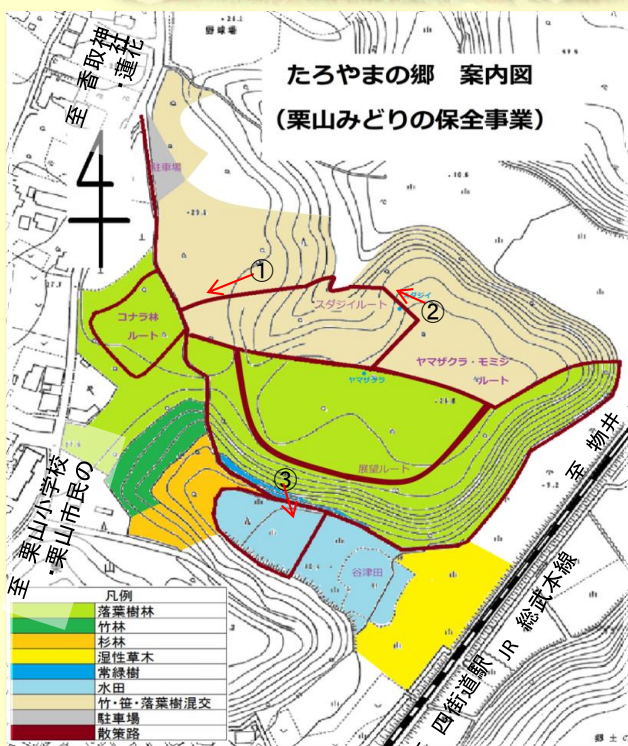 野球場
至 香取神社
・蓮花
たろやまの郷 案内図
（栗山みどりの保全事業）
駐車場
①
スダジイルート
②
コナラ林
ルート
ヤマザクラ・モミジ
ルート
ヤマザクラ
展望ルート
③
谷津田
至 物井
至 栗山小学校
・栗山市民の
山
四街道駅 JR 総武本線
凡例
落葉樹林
竹林
杉林
湿性草木
常緑樹
水田
竹・笹・落葉樹混交
駐車場
散策路